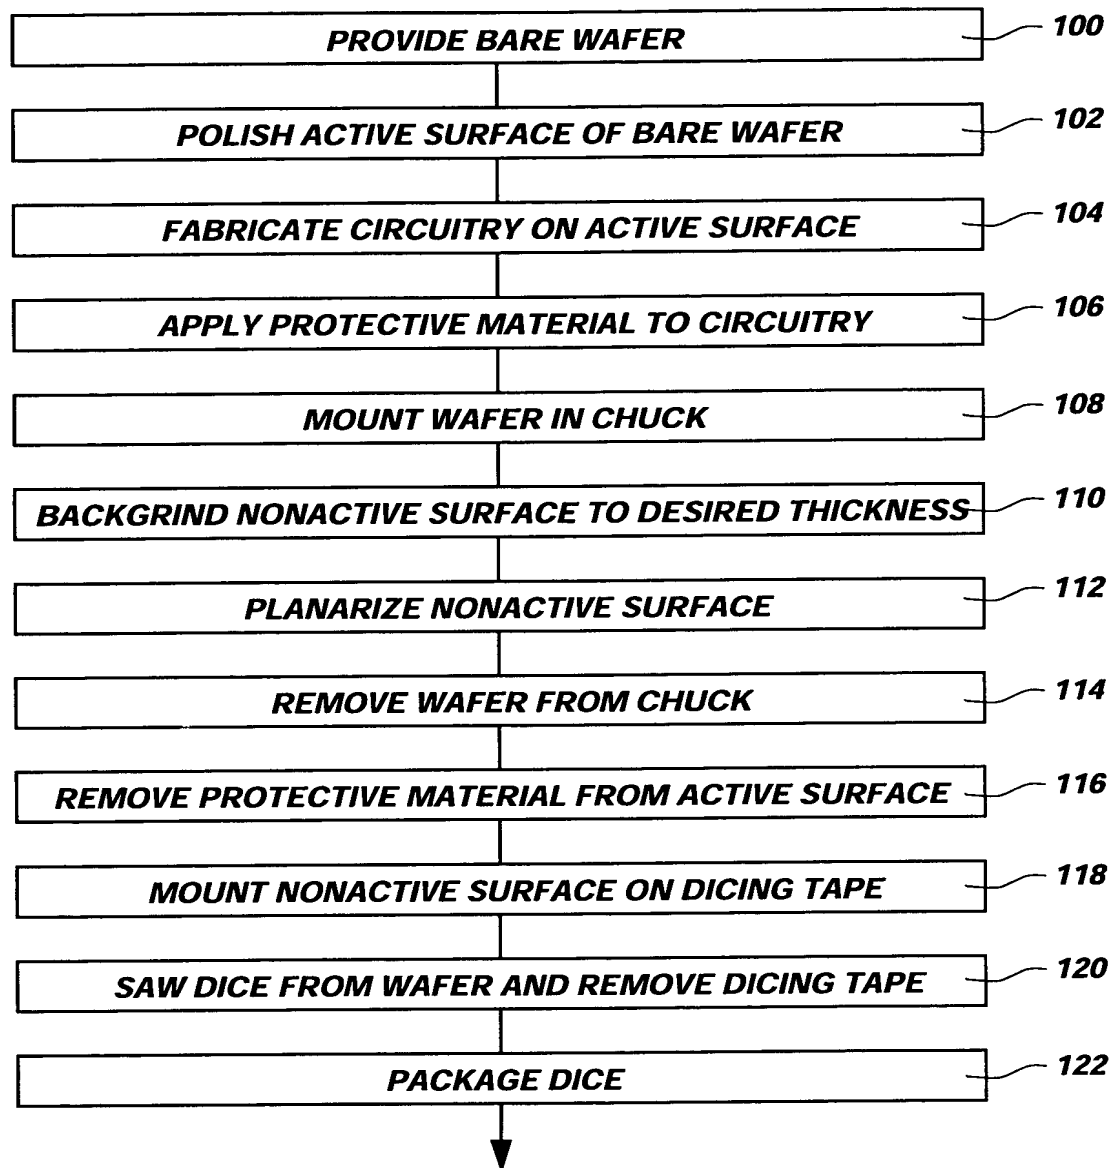 PROVIDE BARE WAFER 100
POLISH ACTIVE SURFACE OF BARE WAFER 102
FABRICATE CIRCUITRY ON ACTIVE SURFACE 104
APPLY PROTECTIVE MATERIAL TO CIRCUITRY 106
MOUNT WAFER IN CHUCK 108
BACKGRIND NONACTIVE SURFACE TO DESIRED THICKNESS 110
PLANARIZE NONACTIVE SURFACE 112
REMOVE WAFER FROM CHUCK 114
REMOVE PROTECTIVE MATERIAL FROM ACTIVE SURFACE 116
MOUNT NONACTIVE SURFACE ON DICING TAPE 118
SAW DICE FROM WAFER AND REMOVE DICING TAPE 120
PACKAGE DICE 122